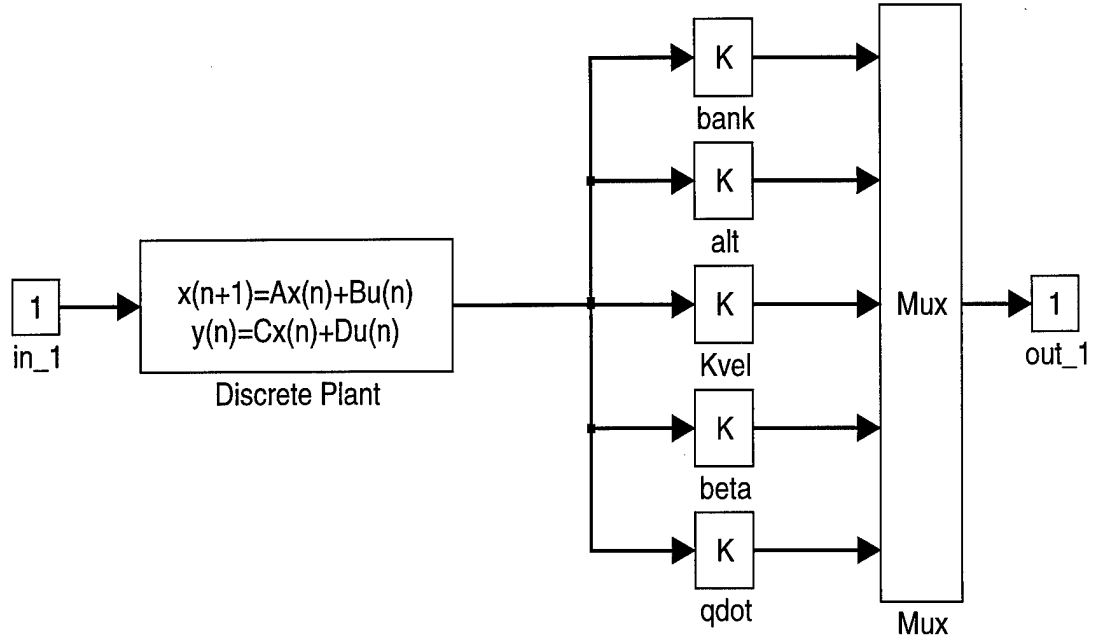 K
bank
K
alt
1
in_1
x(n+1)=Ax(n)+Bu(n)
y(n)=Cx(n)+Du(n)
Discrete Plant
K
Kvel
Mux
1
out_1
K
beta
K
qdot
Mux